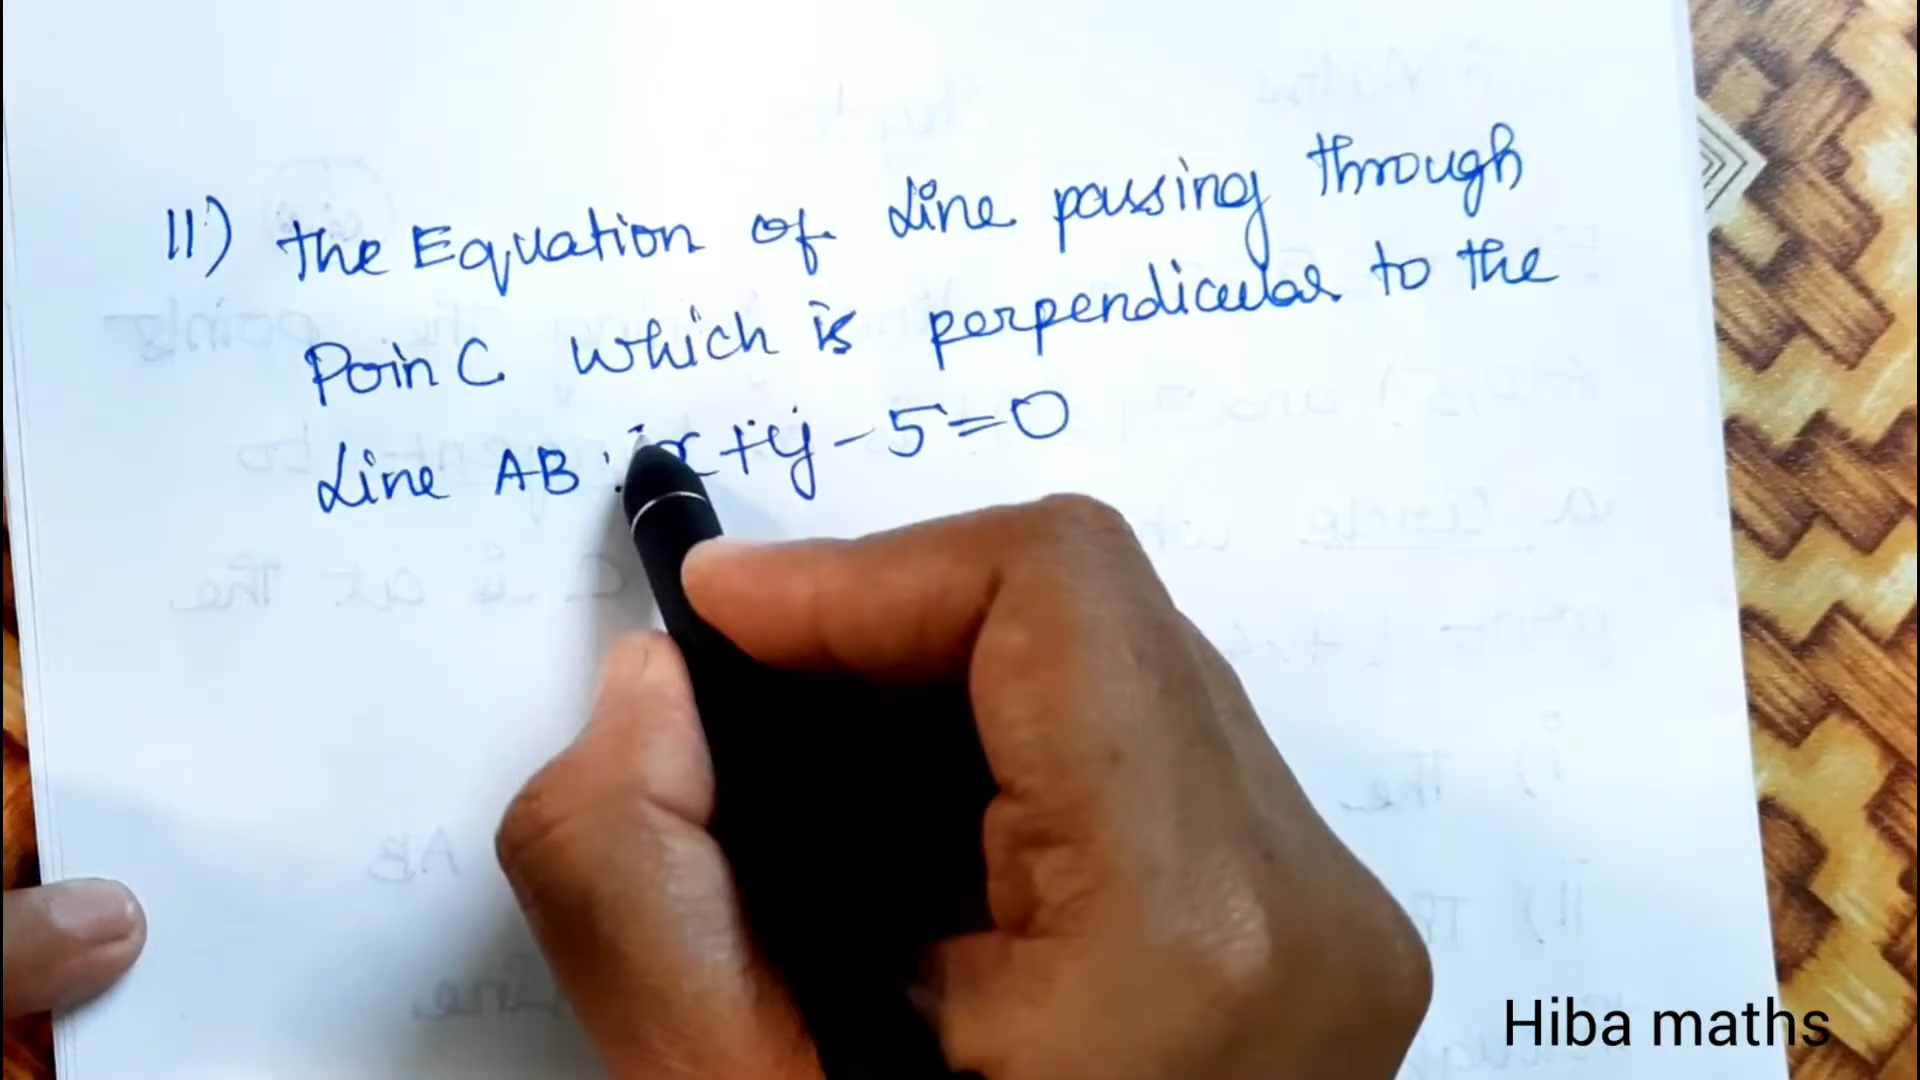 11) the Equation of Line passing through
Poin C which is perpendicular to the
Line AB : x+y-5=0
Hiba maths